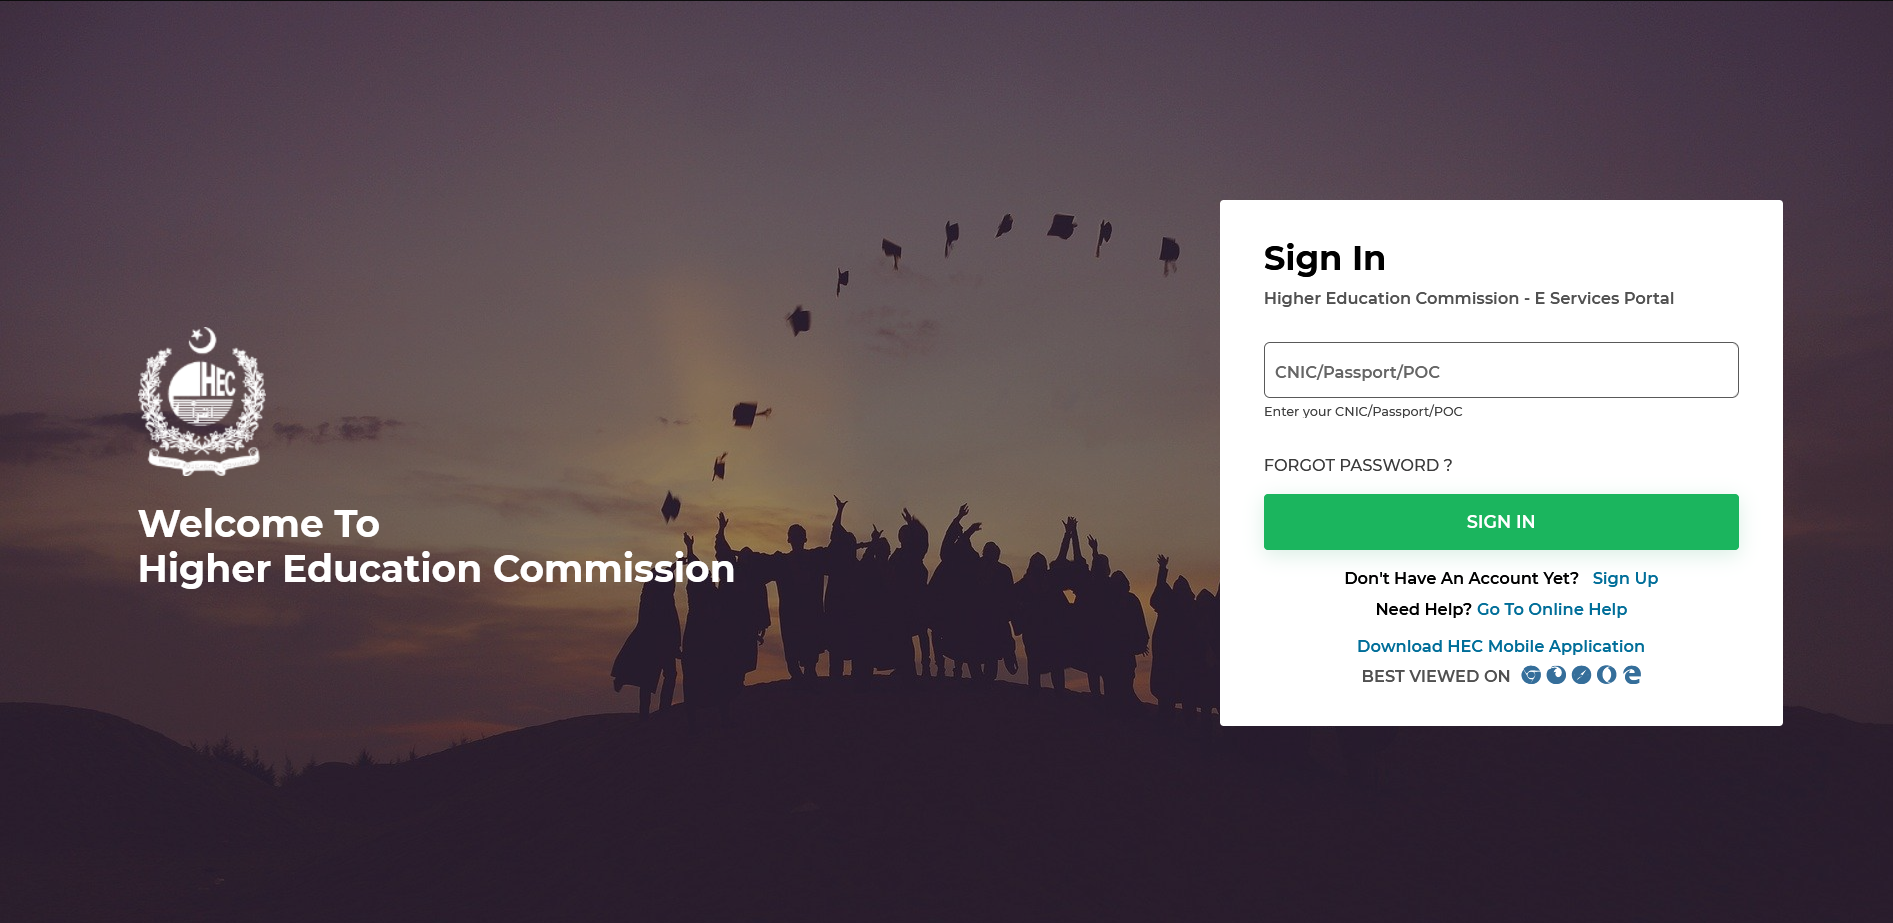 HEC
اقرأ
Welcome To
Higher Education Commission
Sign In
Higher Education Commission - E Services Portal
CNIC/Passport/POC
Enter your CNIC/Passport/POC
FORGOT PASSWORD ?
SIGN IN
Don't Have An Account Yet? Sign Up
Need Help? Go To Online Help
Download HEC Mobile Application
BEST VIEWED ON